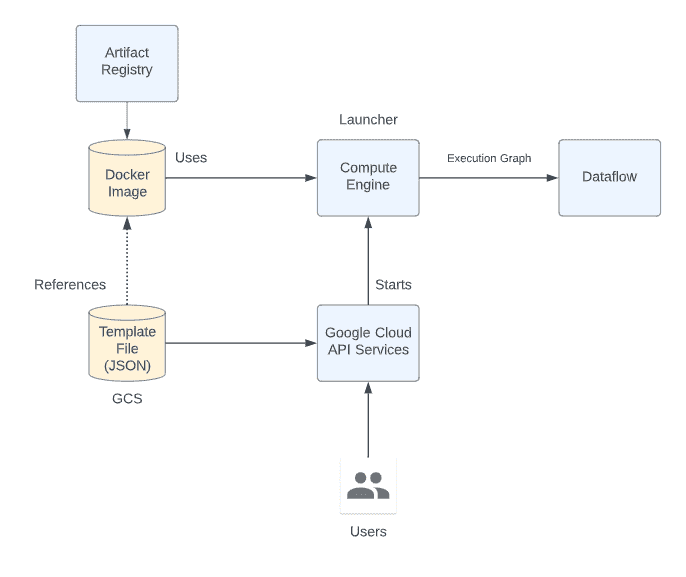 Artifact
Registry
Launcher
Uses
Docker
Image
Compute
Engine
Execution Graph
Dataflow
References
Starts
Template
File
(JSON)
Google Cloud
API Services
GCS
Users